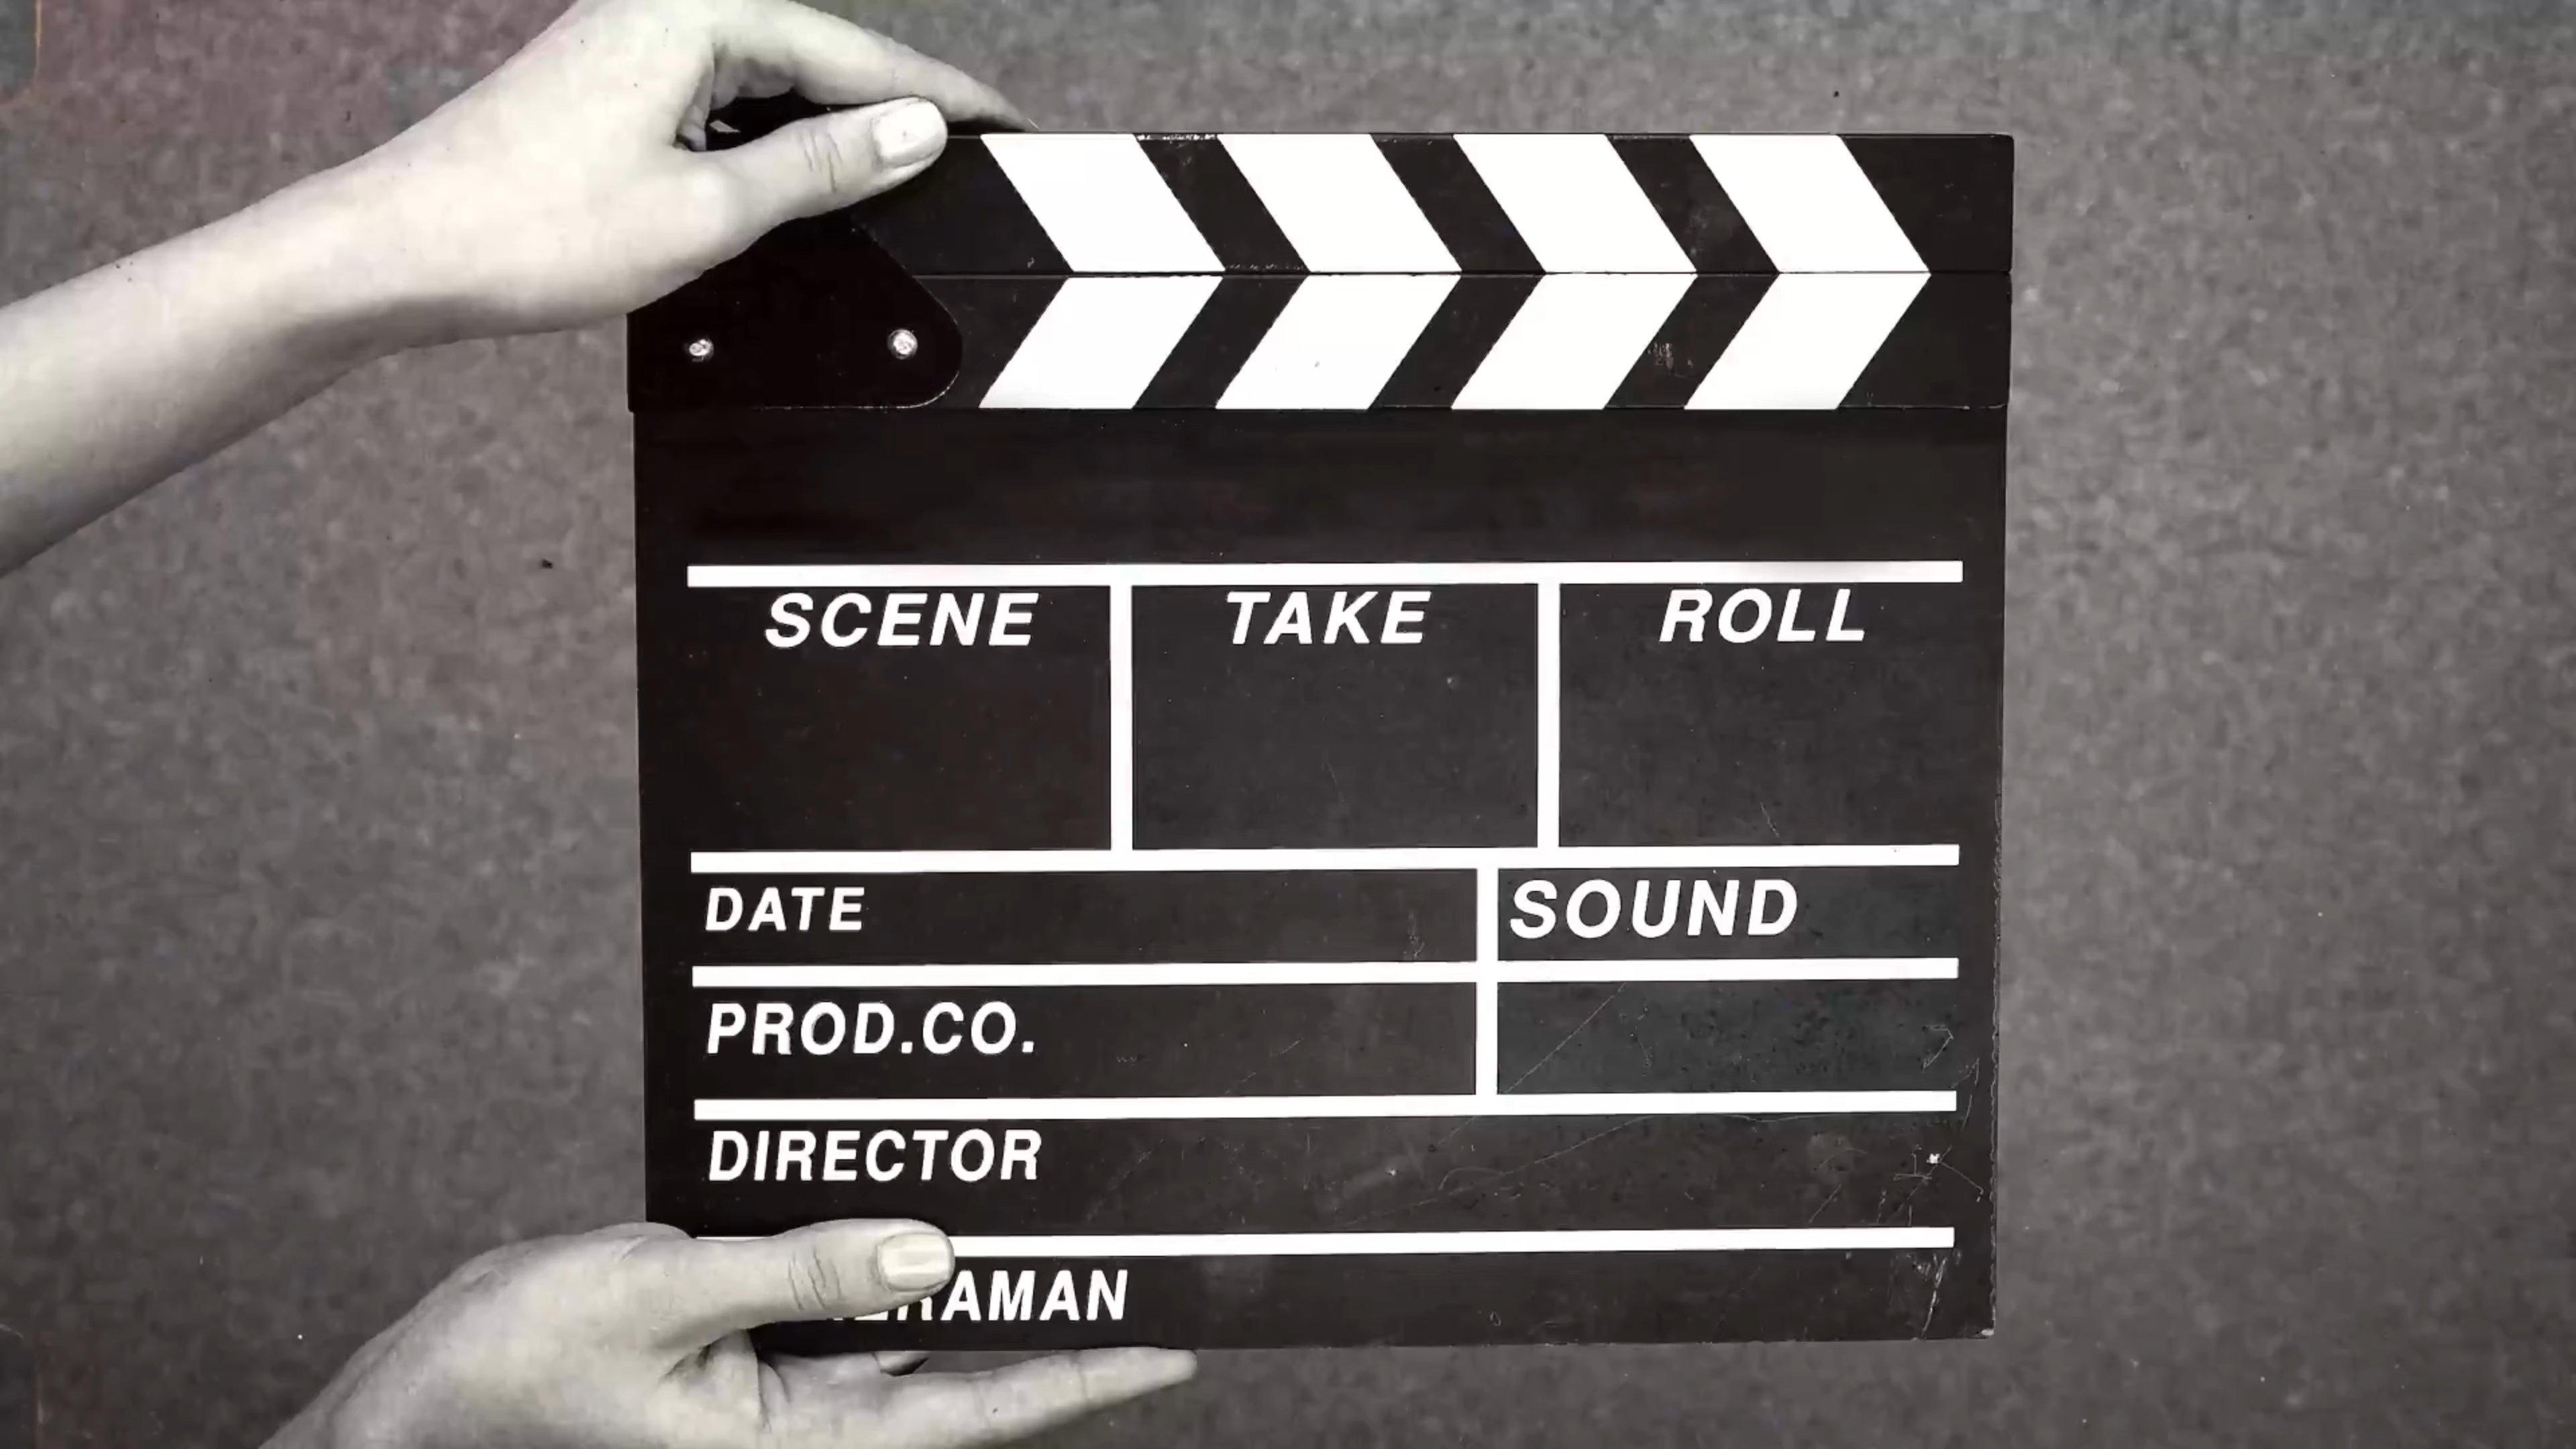 SCENE TAKE ROLL
DATE SOUND
PROD.CO.
DIRECTOR